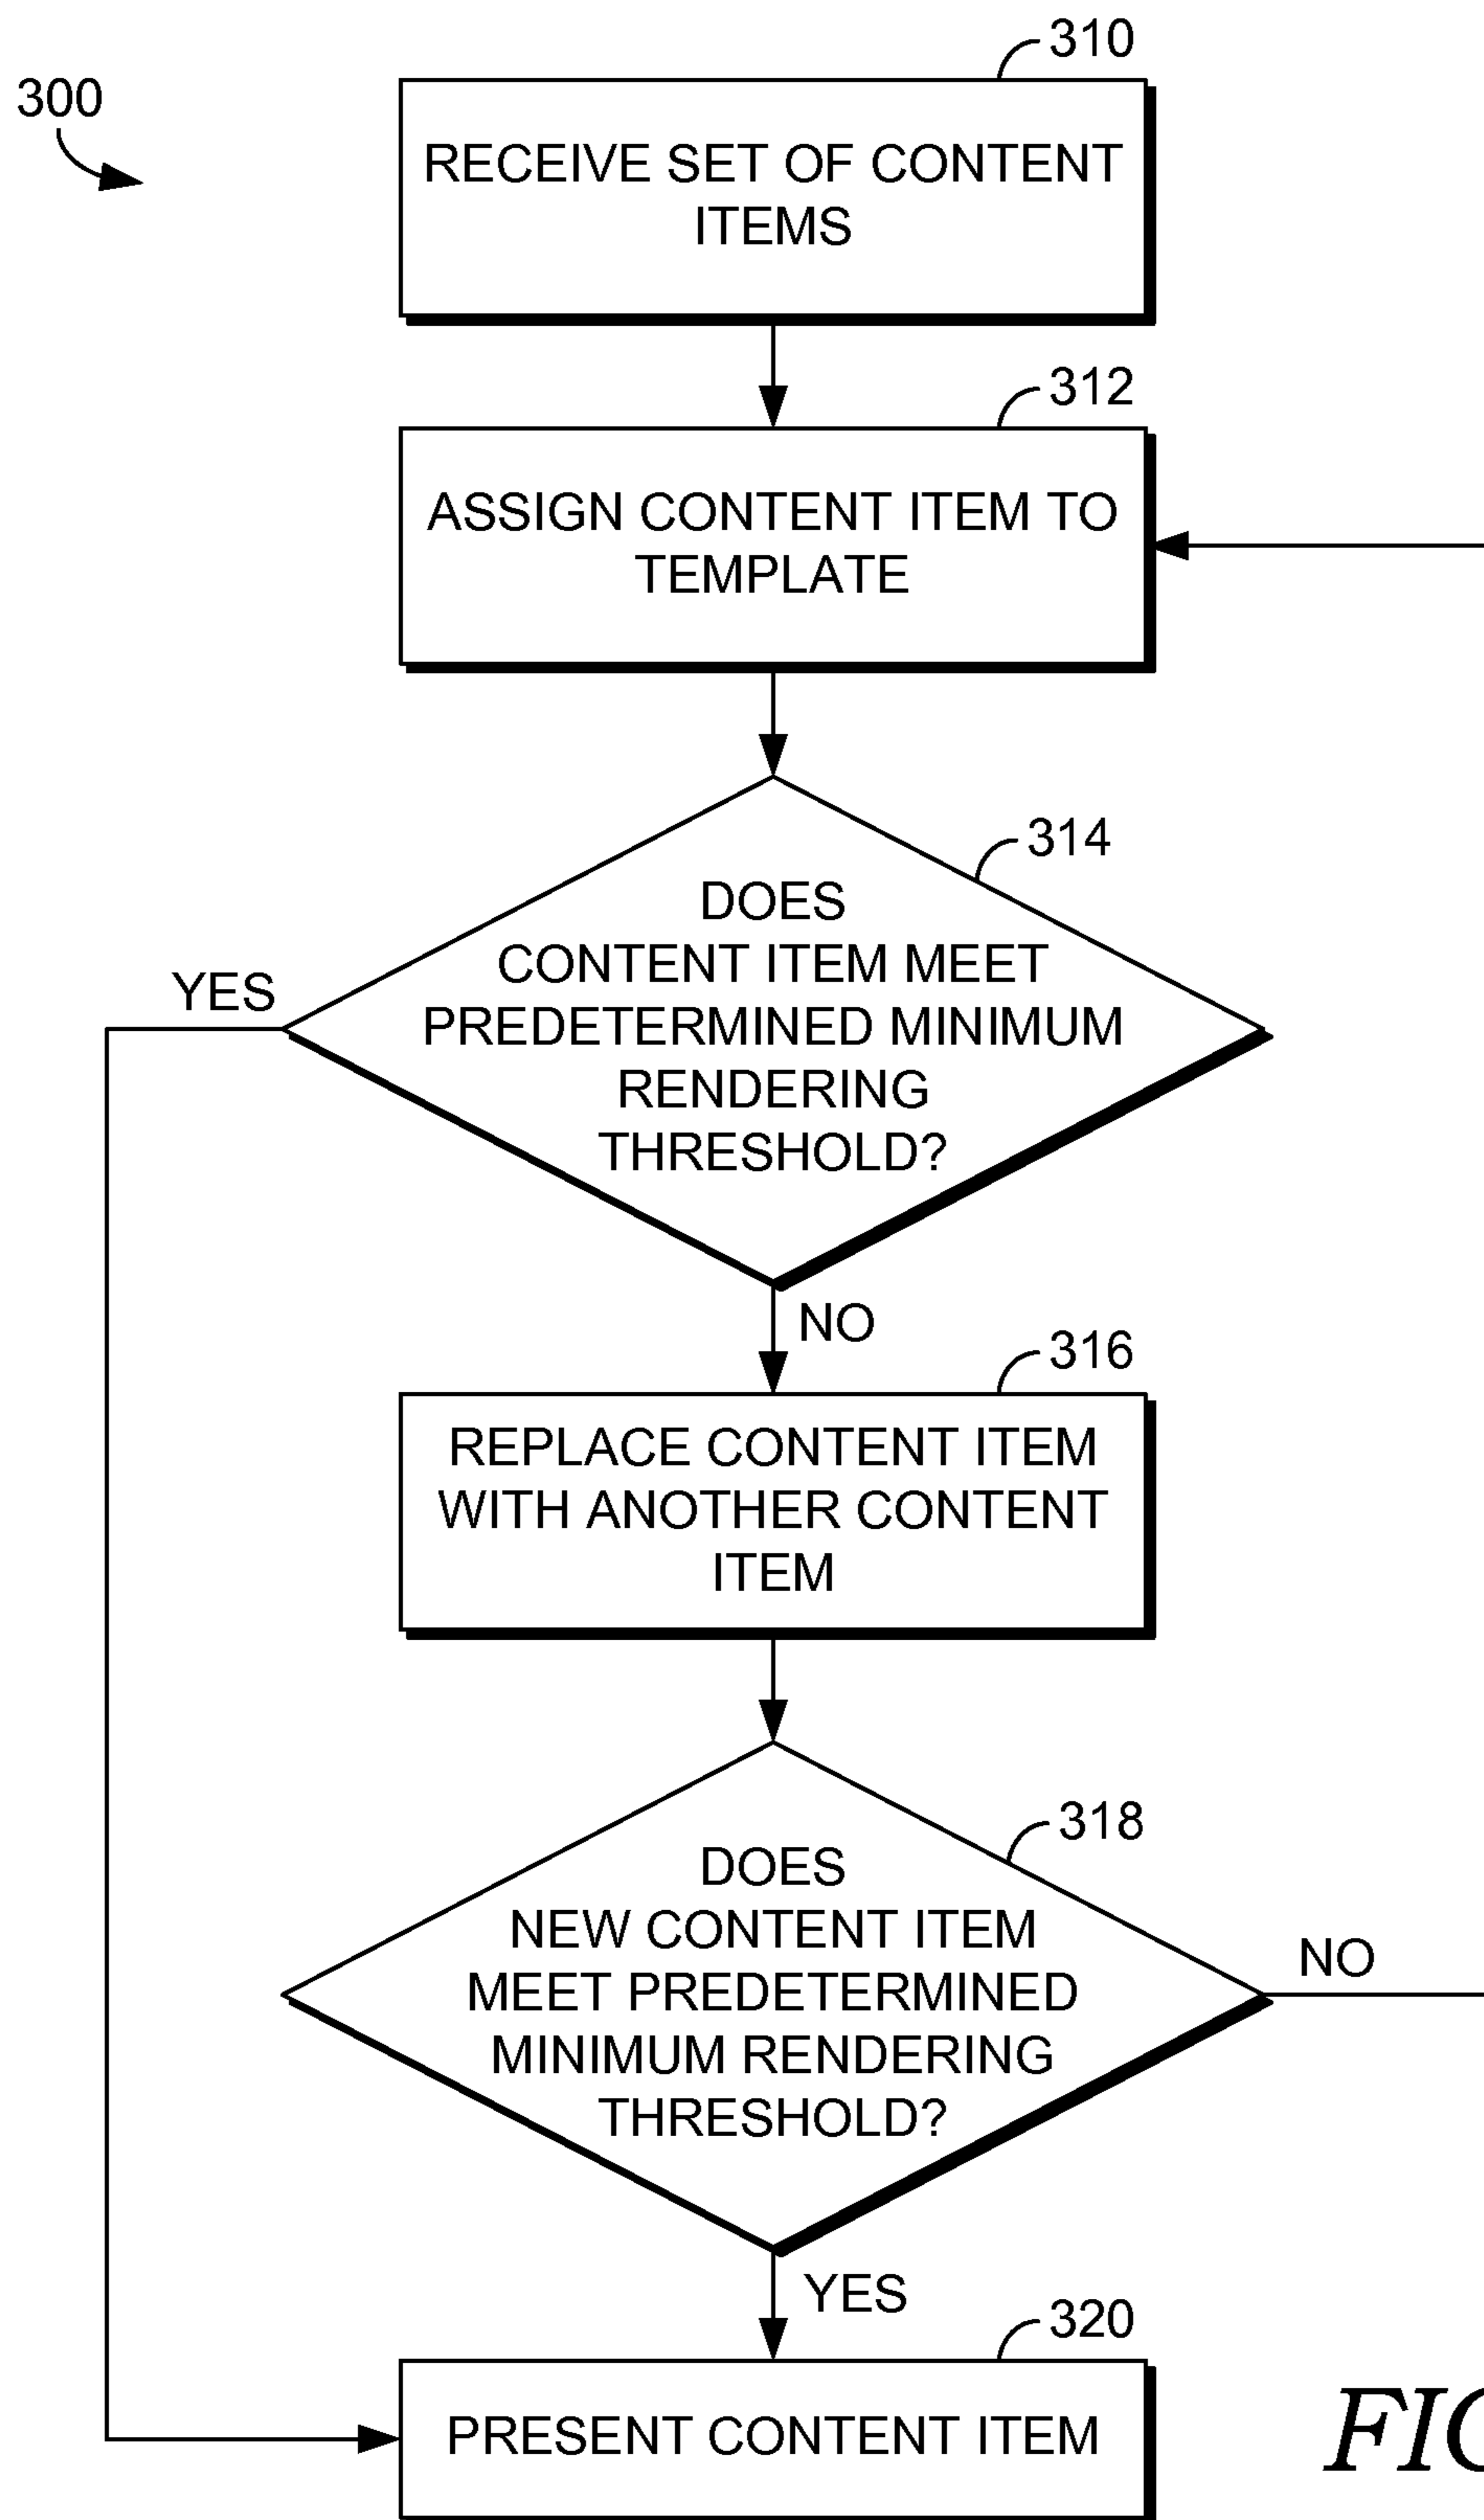 310
300
RECEIVE SET OF CONTENT
ITEMS
312
ASSIGN CONTENT ITEM TO
TEMPLATE
314
DOES
CONTENT ITEM MEET
PREDETERMINED MINIMUM
RENDERING
THRESHOLD?
YES
NO
316
REPLACE CONTENT ITEM
WITH ANOTHER CONTENT
ITEM
318
DOES
NEW CONTENT ITEM
MEET PREDETERMINED
MINIMUM RENDERING
THRESHOLD?
NO
YES
320
PRESENT CONTENT ITEM